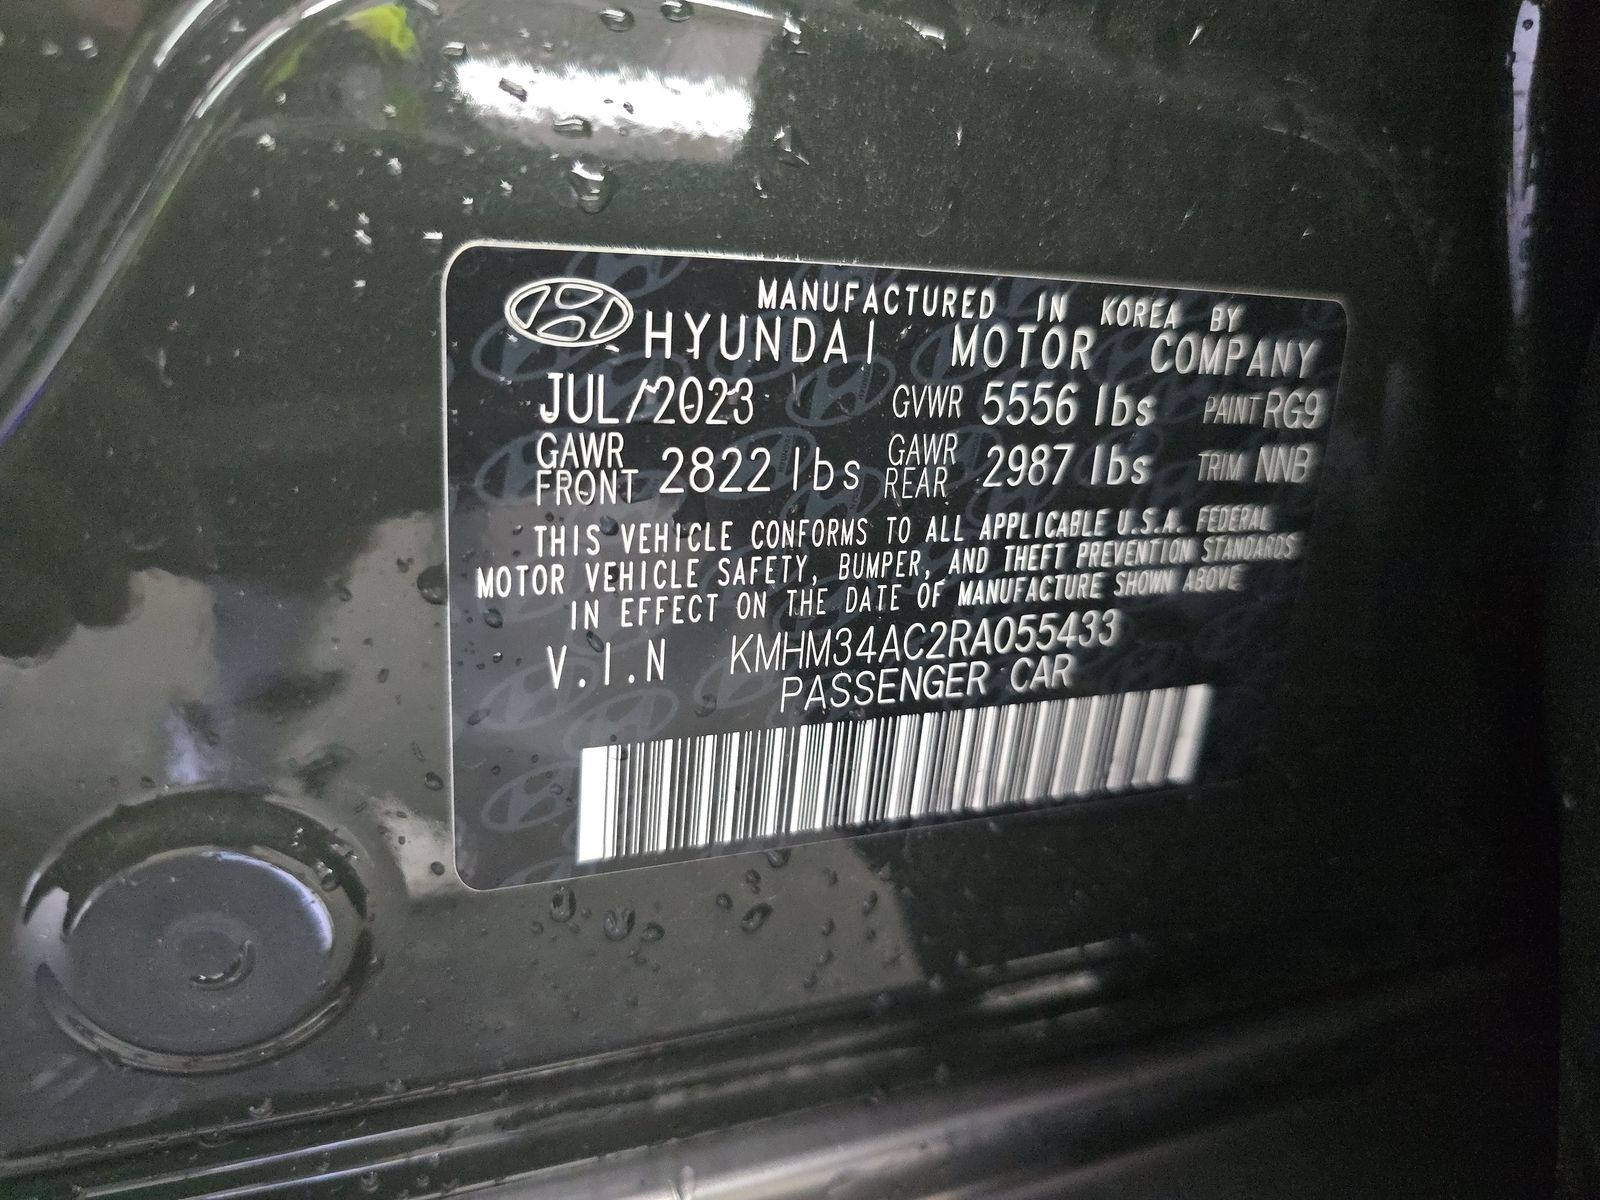 MANUFACTURED IN KOREA BY
HYUNDAI MOTOR COMPANY
JUL/2023 GVWR 5556 lbs PAINT RG9
GAWR FRONT 2822 lbs GAWR REAR 2987 lbs TRIM NNB
THIS VEHICLE CONFORMS TO ALL APPLICABLE U.S.A. FEDERAL
MOTOR VEHICLE SAFETY, BUMPER, AND THEFT PREVENTION STANDARDS
IN EFFECT ON THE DATE OF MANUFACTURE SHOWN ABOVE
V.I.N KMHM34AC2RA055433
PASSENGER CAR